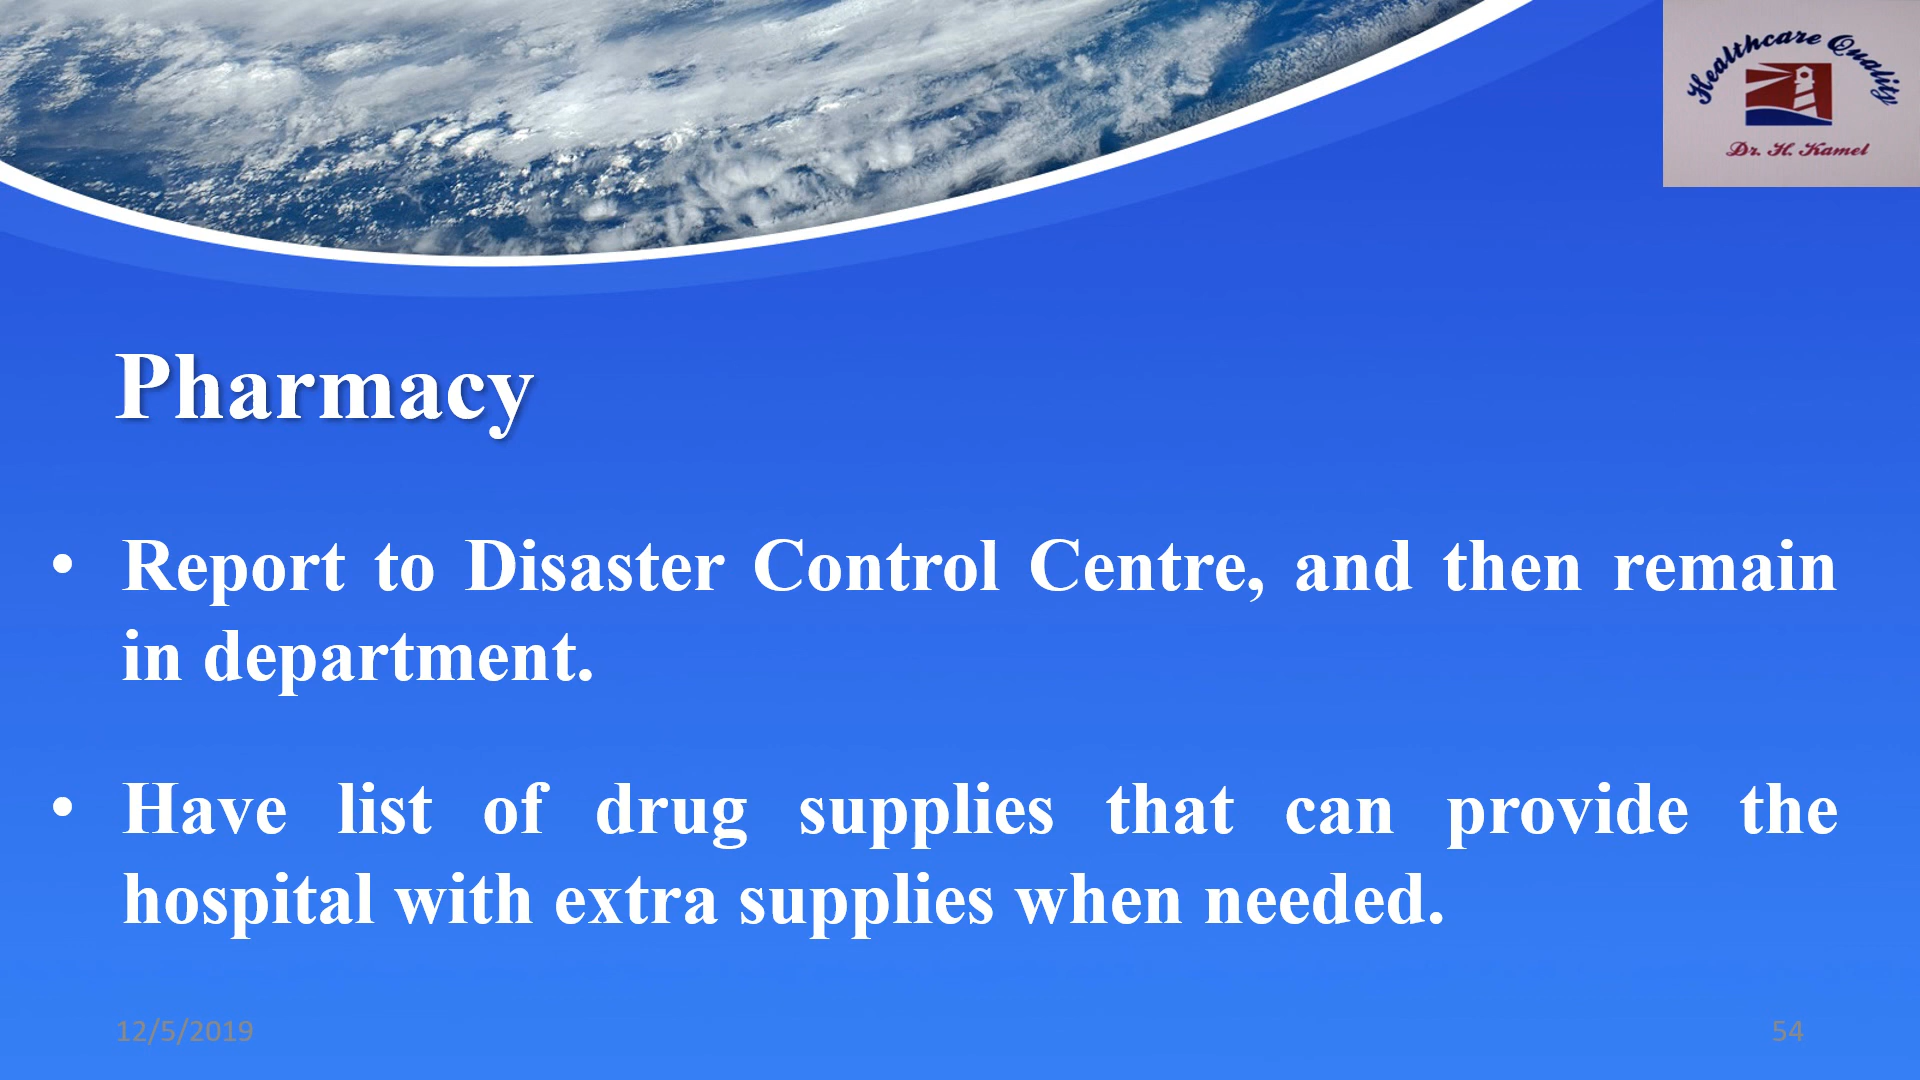 Healthcare Quality
Dr. H. Kamel
Pharmacy
• Report to Disaster Control Centre, and then remain
in department.
• Have list of drug supplies that can provide the
hospital with extra supplies when needed.
12/5/2019
54